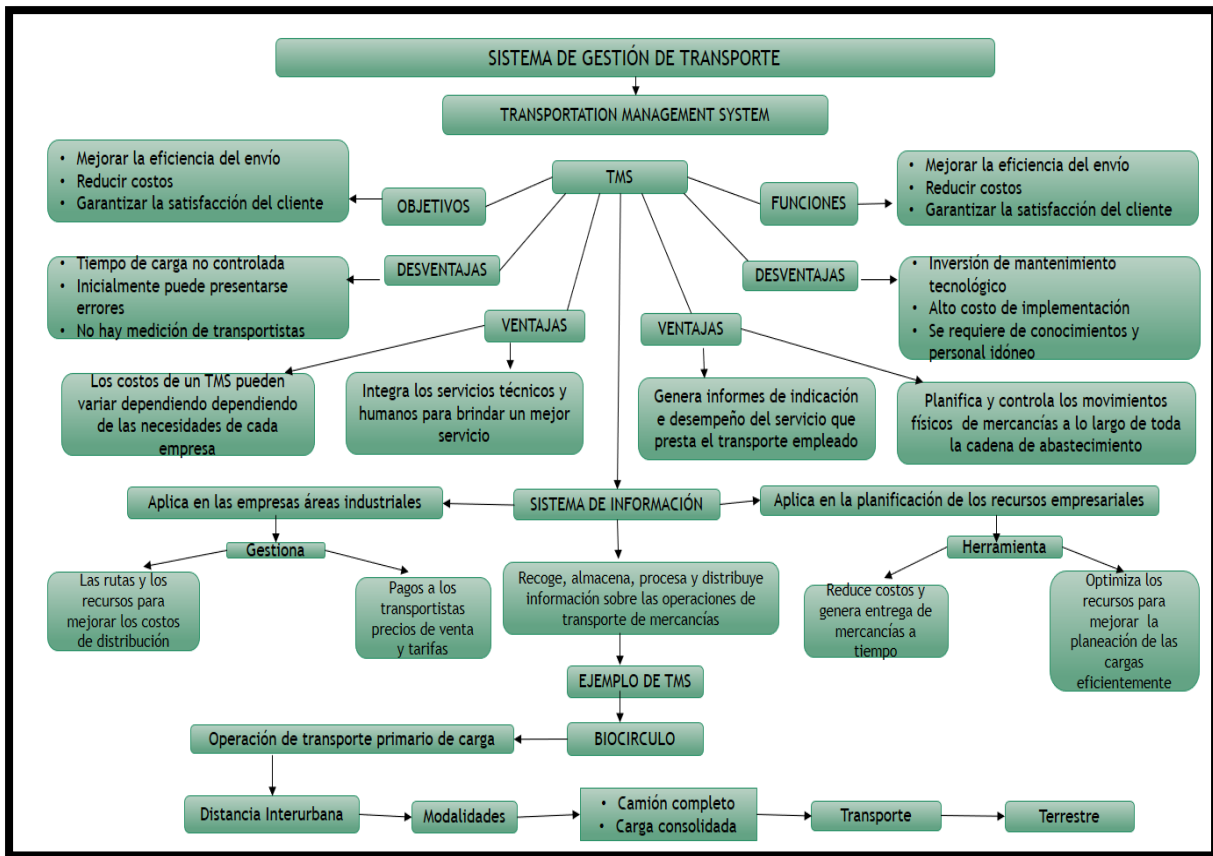 SISTEMA DE GESTIÓN DE TRANSPORTE
TRANSPORTATION MANAGEMENT SYSTEM
TMS
OBJETIVOS
• Mejorar la eficiencia del envío
• Reducir costos
• Garantizar la satisfacción del cliente
FUNCIONES
• Mejorar la eficiencia del envío
• Reducir costos
• Garantizar la satisfacción del cliente
DESVENTAJAS
• Tiempo de carga no controlada
• Inicialmente puede presentarse
errores
• No hay medición de transportistas
DESVENTAJAS
• Inversión de mantenimiento
tecnológico
• Alto costo de implementación
• Se requiere de conocimientos y
personal idóneo
VENTAJAS
Los costos de un TMS pueden
variar dependiendo dependiendo
de las necesidades de cada
empresa
Integra los servicios técnicos y
humanos para brindar un mejor
servicio
VENTAJAS
Genera informes de indicación
e desempeño del servicio que
presta el transporte empleado
Planifica y controla los movimientos
físicos de mercancías a lo largo de toda
la cadena de abastecimiento
SISTEMA DE INFORMACIÓN
Aplica en las empresas áreas industriales
Gestiona
Las rutas y los
recursos para
mejorar los costos
de distribución
Pagos a los
transportistas
precios de venta
y tarifas
Recoge, almacena, procesa y distribuye
información sobre las operaciones de
transporte de mercancías
Aplica en la planificación de los recursos empresariales
Herramienta
Reduce costos y
genera entrega de
mercancías a
tiempo
Optimiza los
recursos para
mejorar la
planeación de las
cargas
eficientemente
EJEMPLO DE TMS
BIOCIRCULO
Operación de transporte primario de carga
Distancia Interurbana
Modalidades
• Camión completo
• Carga consolidada
Transporte
Terrestre